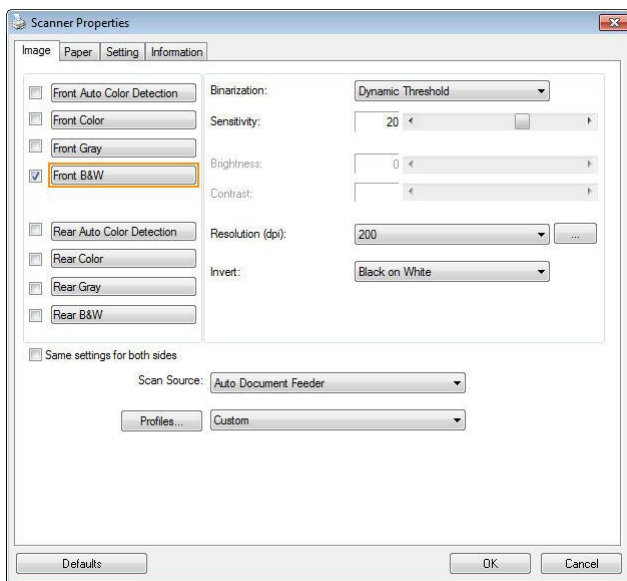 Scanner Properties
Image Paper Setting Information
Front Auto Color Detection
Front Color
Front Gray
Front B&W
Rear Auto Color Detection
Rear Color
Rear Gray
Rear B&W
Binarization: Dynamic Threshold
Sensitivity: 20
Brightness: 0
Contrast:
Resolution (dpi): 200 ...
Invert: Black on White
Same settings for both sides
Scan Source: Auto Document Feeder
Profiles... Custom
Defaults OK Cancel